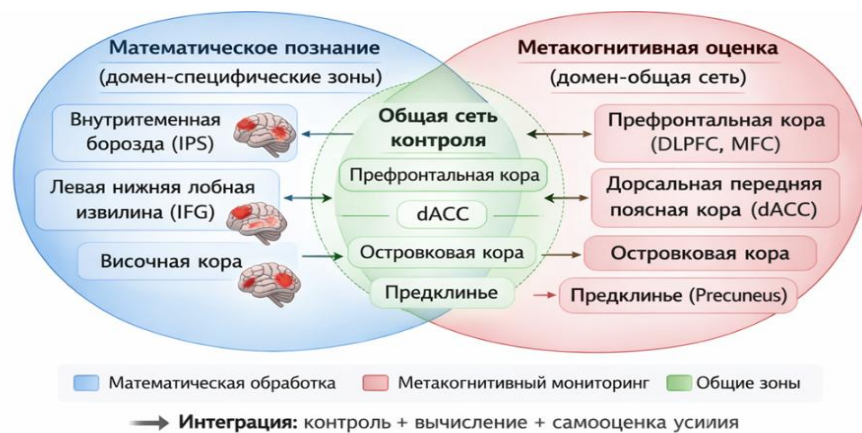 Математическое познание
(домен-специфические зоны)
Внутритеменная
борозда (IPS)
Левая нижняя лобная
извилина (IFG)
Височная кора
Общая сеть
контроля
Префронтальная кора
dACC
Островковая кора
Предклинье
Метакогнитивная оценка
(домен-общая сеть)
Префронтальная кора
(DLPFC, MFC)
Дорсальная передняя
поясная кора (dACC)
Островковая кора
Предклинье (Precuneus)
Математическая обработка
Метакогнитивный мониторинг
Общие зоны
Интеграция: контроль + вычисление + самооценка усииия